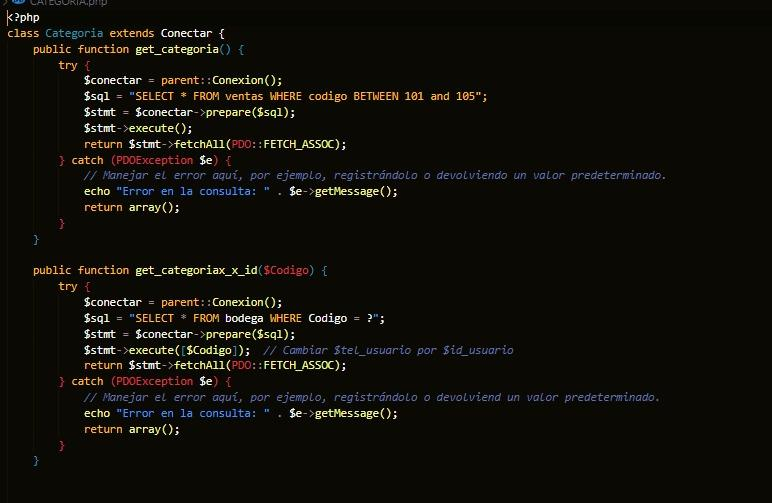 CATEGORIA.php
<?php
class Categoria extends Conectar {
    public function get_categoria() {
        try {
            $conectar = parent::Conexion();
            $sql = "SELECT * FROM ventas WHERE codigo BETWEEN 101 and 105";
            $stmt = $conectar->prepare($sql);
            $stmt->execute();
            return $stmt->fetchAll(PDO::FETCH_ASSOC);
        } catch (PDOException $e) {
            // Manejar el error aquí, por ejemplo, registrándolo o devolviendo un valor predeterminado.
            echo "Error en la consulta: " . $e->getMessage();
            return array();
        }
    }
    public function get_categoriax_x_id($Codigo) {
        try {
            $conectar = parent::Conexion();
            $sql = "SELECT * FROM bodega WHERE Codigo = ?";
            $stmt = $conectar->prepare($sql);
            $stmt->execute([$Codigo]);  // Cambiar $tel_usuario por $id_usuario
            return $stmt->fetchAll(PDO::FETCH_ASSOC);
        } catch (PDOException $e) {
            // Manejar el error aquí, por ejemplo, registrándolo o devolviend un valor predeterminado.
            echo "Error en la consulta: " . $e->getMessage();
            return array();
        }
    }